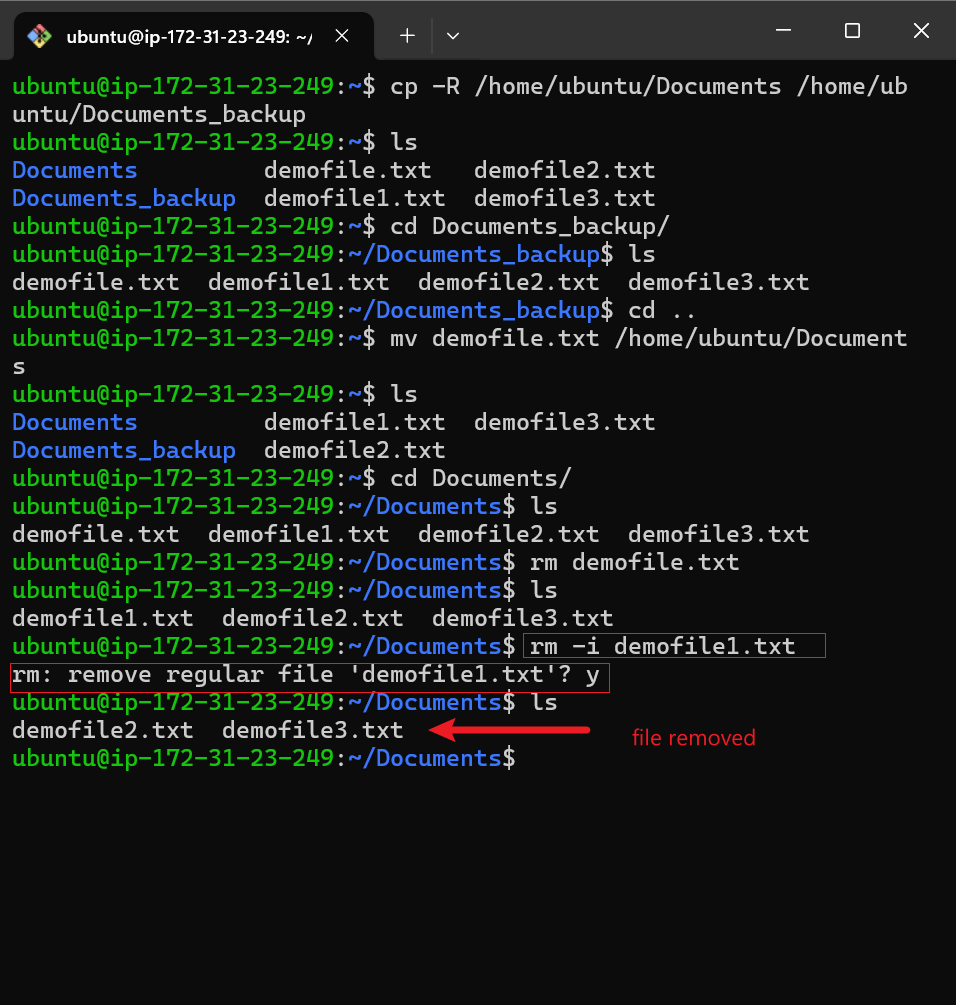 ubuntu@ip-172-31-23-249: ~/
ubuntu@ip-172-31-23-249:~$ cp -R /home/ubuntu/Documents /home/ub
untu/Documents_backup
ubuntu@ip-172-31-23-249:~$ ls
Documents         demofile.txt   demofile2.txt
Documents_backup  demofile1.txt  demofile3.txt
ubuntu@ip-172-31-23-249:~$ cd Documents_backup/
ubuntu@ip-172-31-23-249:~/Documents_backup$ ls
demofile.txt  demofile1.txt  demofile2.txt  demofile3.txt
ubuntu@ip-172-31-23-249:~/Documents_backup$ cd ..
ubuntu@ip-172-31-23-249:~$ mv demofile.txt /home/ubuntu/Document
s
ubuntu@ip-172-31-23-249:~$ ls
Documents         demofile1.txt  demofile3.txt
Documents_backup  demofile2.txt
ubuntu@ip-172-31-23-249:~$ cd Documents/
ubuntu@ip-172-31-23-249:~/Documents$ ls
demofile.txt  demofile1.txt  demofile2.txt  demofile3.txt
ubuntu@ip-172-31-23-249:~/Documents$ rm demofile.txt
ubuntu@ip-172-31-23-249:~/Documents$ ls
demofile1.txt  demofile2.txt  demofile3.txt
ubuntu@ip-172-31-23-249:~/Documents$ rm -i demofile1.txt
rm: remove regular file 'demofile1.txt'? y
ubuntu@ip-172-31-23-249:~/Documents$ ls
demofile2.txt  demofile3.txt
file removed
ubuntu@ip-172-31-23-249:~/Documents$